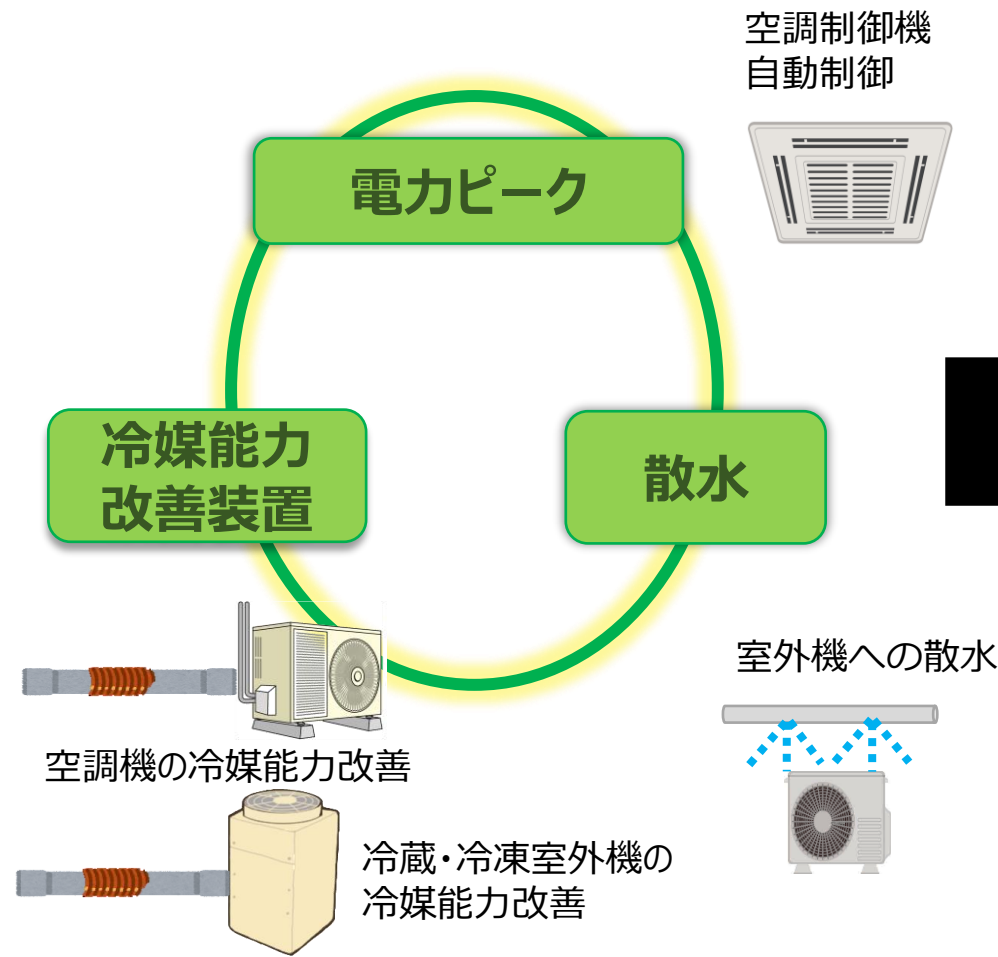 空調制御機
自動制御
電力ピーク
冷媒能力
改善装置
散水
室外機への散水
空調機の冷媒能力改善
冷蔵・冷凍室外機の
冷媒能力改善